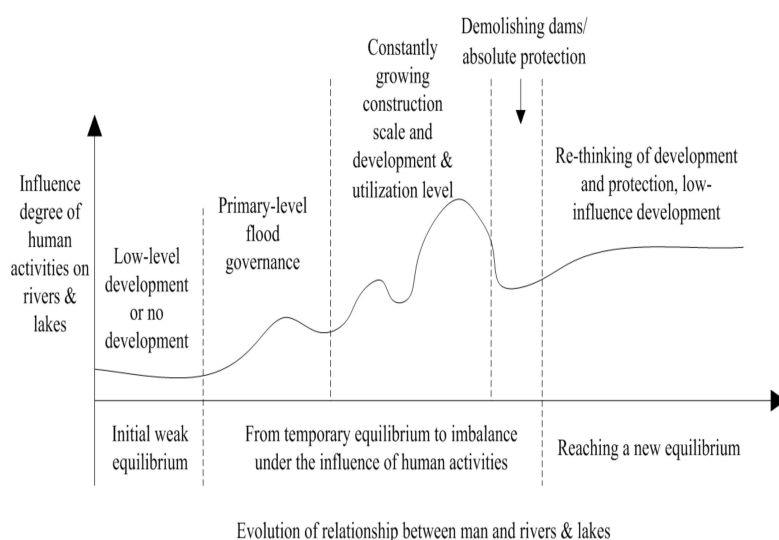 Demolishing dams/
absolute protection
Constantly
growing
construction
scale and
development &
utilization level
Re-thinking of development
and protection, low-
influence development
Primary-level
flood
governance
Influence
degree of
human
activities on
rivers &
lakes
Low-level
development
or no
development
Initial weak
equilibrium
From temporary equilibrium to imbalance
under the influence of human activities
Reaching a new equilibrium
Evolution of relationship between man and rivers & lakes